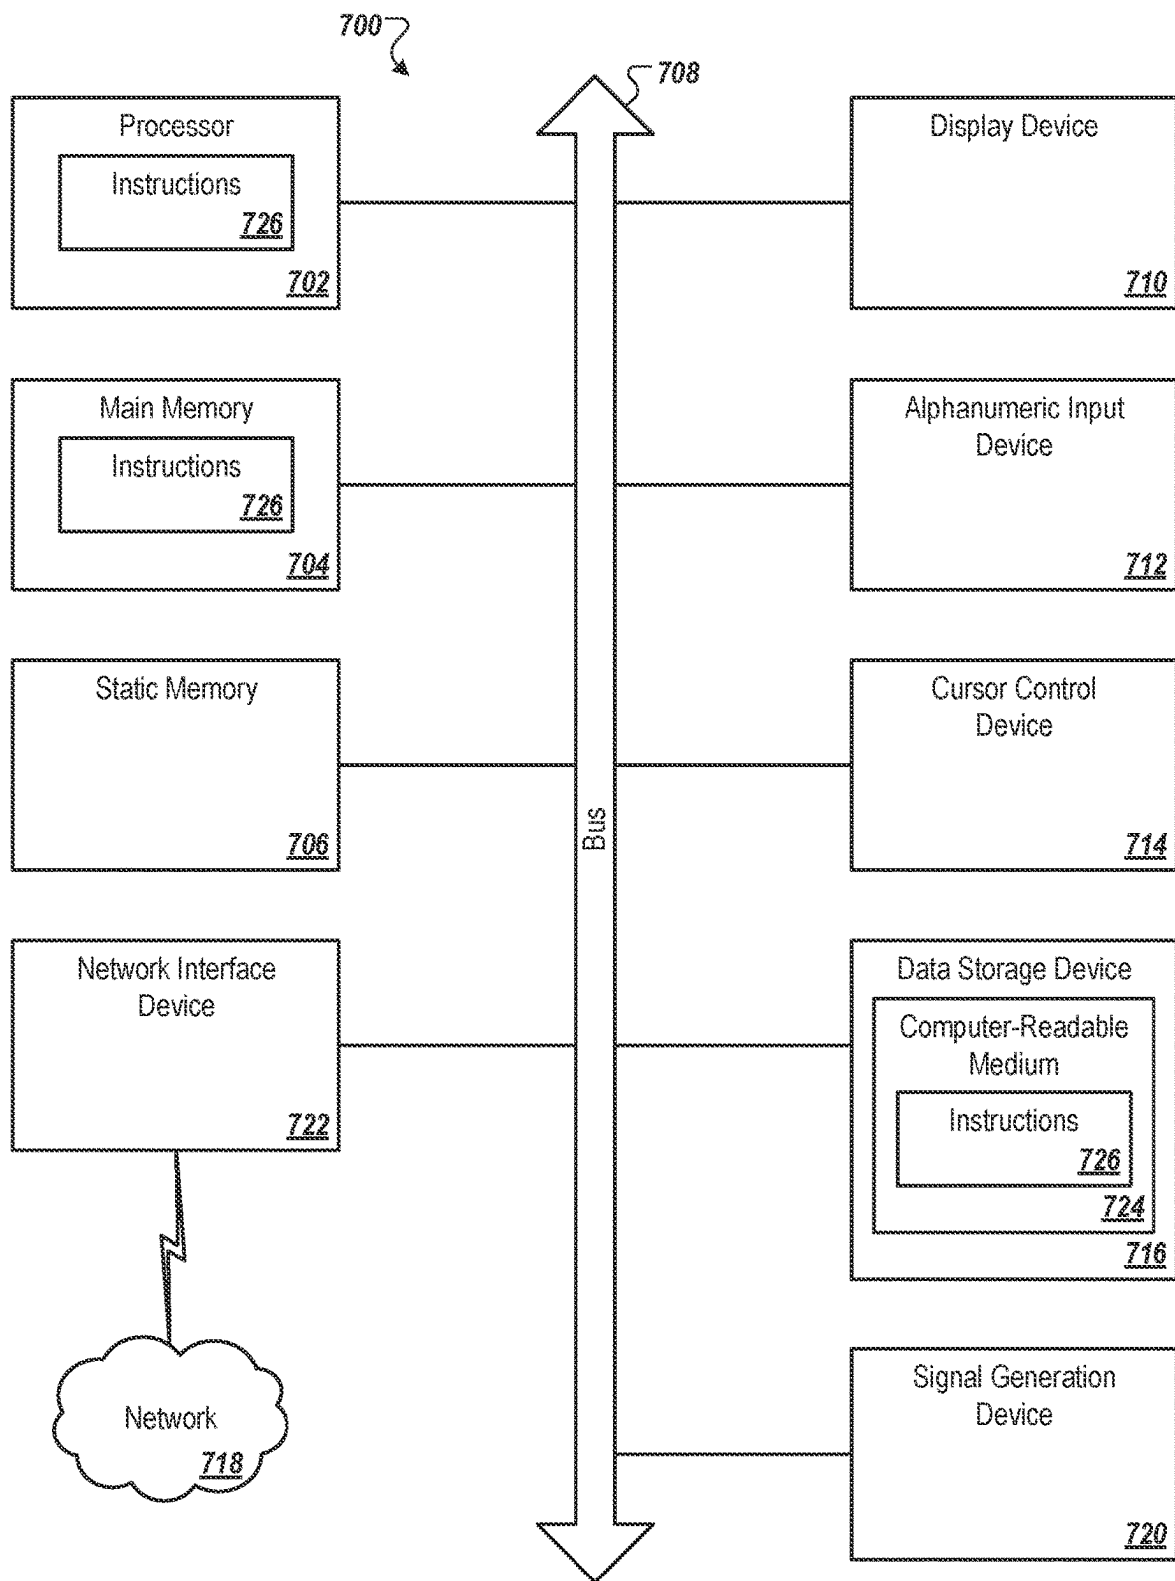 700
708
Processor
Instructions
726
702
Display Device
710
Main Memory
Instructions
726
704
Alphanumeric Input
Device
712
Static Memory
706
Cursor Control
Device
714
Bus
Network Interface
Device
722
Data Storage Device
Computer-Readable
Medium
Instructions
726
724
716
Network
718
Signal Generation
Device
720